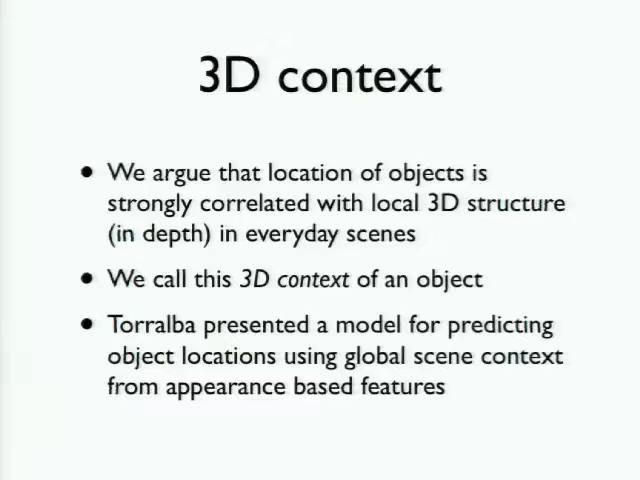 3D context
• We argue that location of objects is
strongly correlated with local 3D structure
(in depth) in everyday scenes
• We call this 3D context of an object
• Torralba presented a model for predicting
object locations using global scene context
from appearance based features